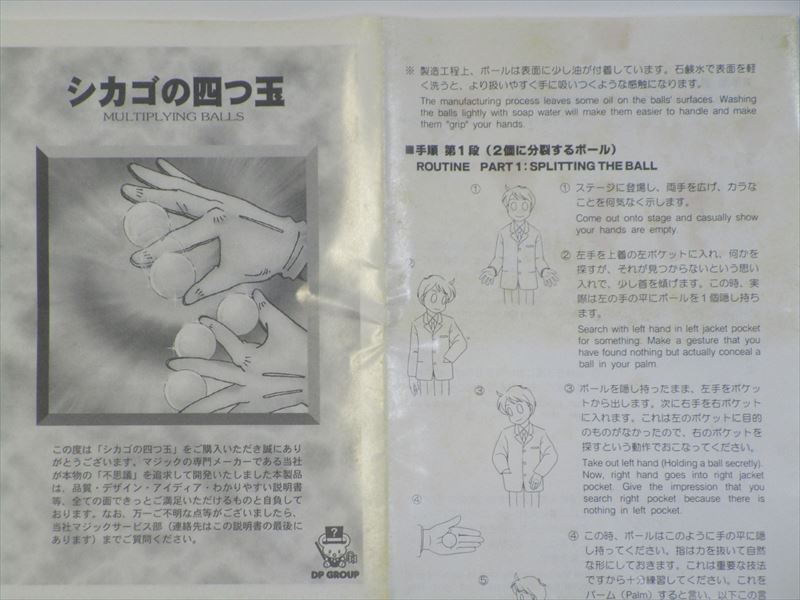 シカゴの四つ玉
MULTIPLYING BALLS
この度は「シカゴの四つ玉」をご購入いただき誠にあり
がとうございます。マジックの専門メーカーである当社
が本物の「不思議」を追求して開発いたしました本製品
は、品質・デザイン・アイディア・わかりやすい説明書
等、全ての面できっとご満足いただけるものと自負して
おります。なお、万一ご不明な点等がございましたら、
当社マジックサービス部（連絡先はこの説明書の最後に
あります）までご質問ください。
?
DP GROUP
※ 製造工程上、ボールは表面に少し油が付着しています。石鹸水で表面を軽
く洗うと、より扱いやすく手に吸いつくような感触になります。
The manufacturing process leaves some oil on the balls' surfaces. Washing
the balls lightly with soap water will make them easier to handle and make
them "grip" your hands.
■手順 第1段（2個に分裂するボール）
ROUTINE PART 1: SPLITTING THE BALL
①
① ステージに登場し、両手を広げ、カラな
ことを何気なく示します。
Come out onto stage and casually show
your hands are empty.
② 左手を上着の左ポケットに入れ、何かを
探すが、それが見つからないという思い
入れで、少し首を傾げます。この時、実
際は左の手の平にボールを1個隠し持ち
ます。
Search with left hand in left jacket pocket
for something. Make a gesture that you
have found nothing but actually conceal a
ball in your palm.
③
③ ボールを隠し持ったまま、左手をポケッ
トから出します。次に右手を右ポケット
に入れます。これは左のポケットに目的
のものがなかったので、右のポケットを
探すという動作でおこなってください。
Take out left hand (Holding a ball secretly).
Now, right hand goes into right jacket
pocket. Give the impression that you
search right pocket because there is
nothing in left pocket.
④
④ この時、ボールはこのように手の平に隠
し持ってください。指は力を抜いて自然
な形にしておきます。これは重要な技法
ですから十分練習してください。これを
パーム（Palm）すると言い、以下この言
⑤